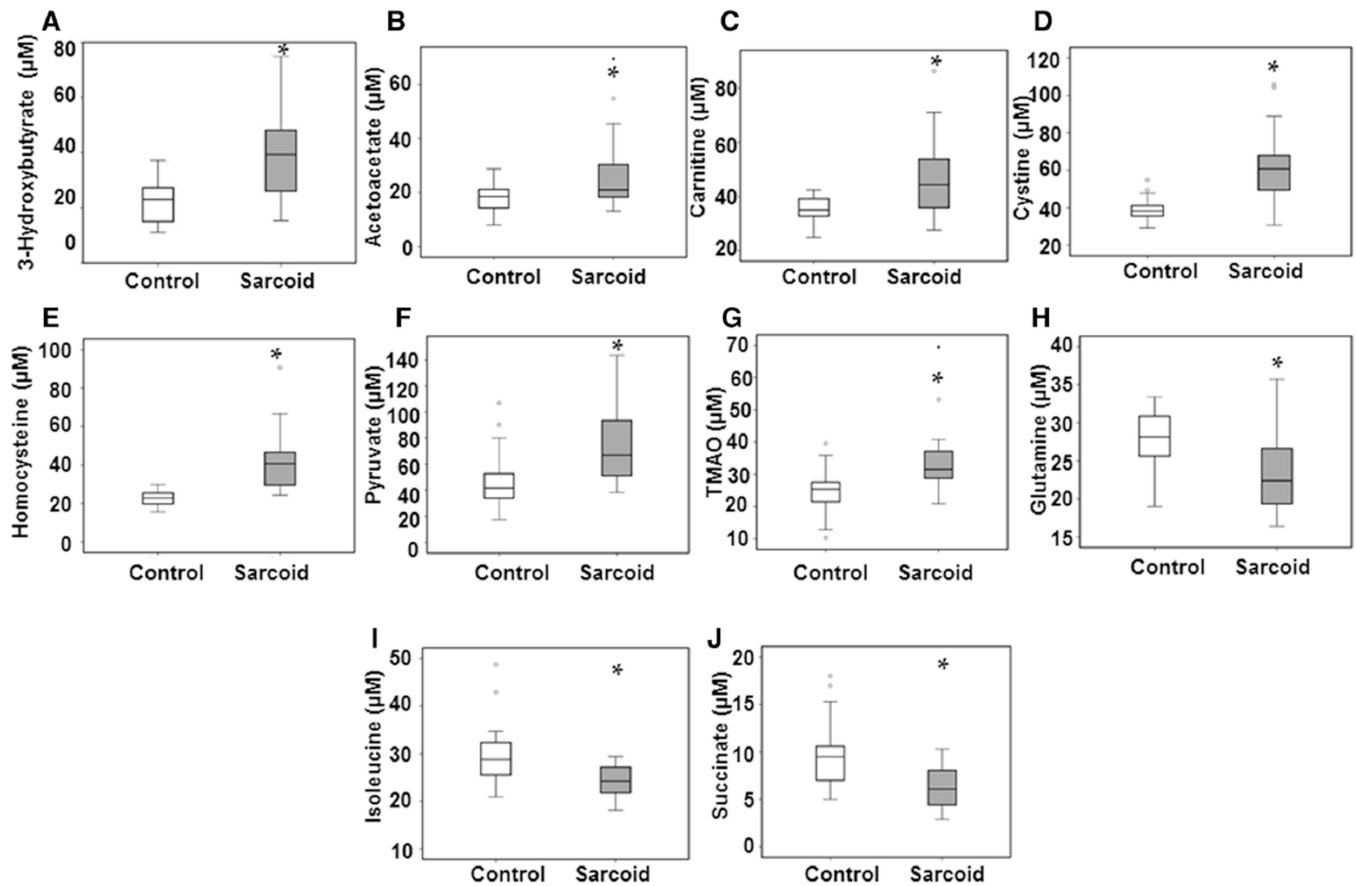 A
3-Hydroxybutyrate (µM)
80
60
40
20
0
*
Control Sarcoid
B
Acetoacetate (µM)
60
40
20
0
*
Control Sarcoid
C
Carnitine (µM)
80
60
40
20
*
Control Sarcoid
D
Cystine (µM)
120
100
80
60
40
20
*
Control Sarcoid
E
Homocysteine (µM)
100
80
60
40
20
0
*
Control Sarcoid
F
Pyruvate (µM)
140
120
100
80
60
40
20
0
*
Control Sarcoid
G
TMAO (µM)
70
60
50
40
30
20
10
*
Control Sarcoid
H
Glutamine (µM)
40
35
30
25
20
15
*
Control Sarcoid
I
Isoleucine (µM)
50
40
30
20
10
*
Control Sarcoid
J
Succinate (µM)
20
15
10
5
0
*
Control Sarcoid